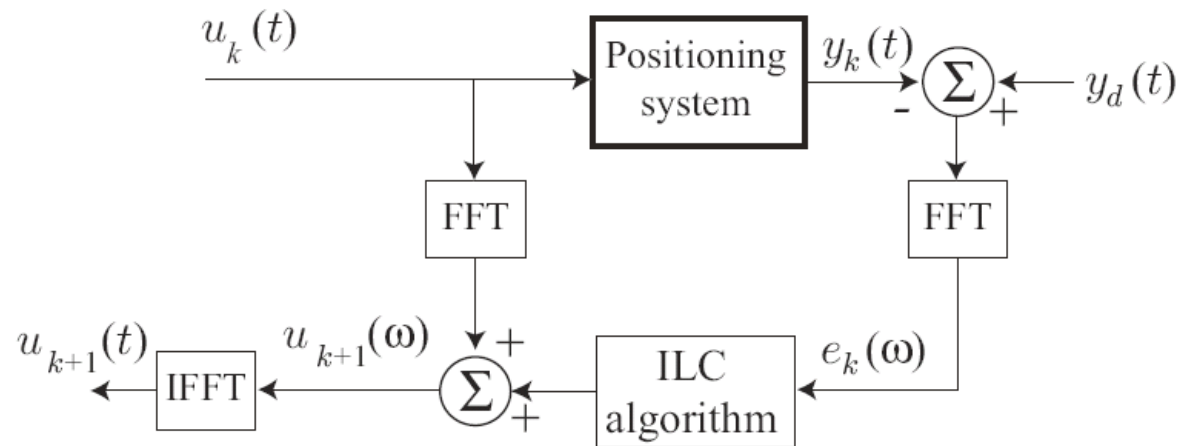 u_k(t)
Positioning
system
y_k(t)
Σ
y_d(t)
-
+
FFT
FFT
u_{k+1}(t)
IFFT
u_{k+1}(ω)
+
Σ
+
ILC
algorithm
e_k(ω)